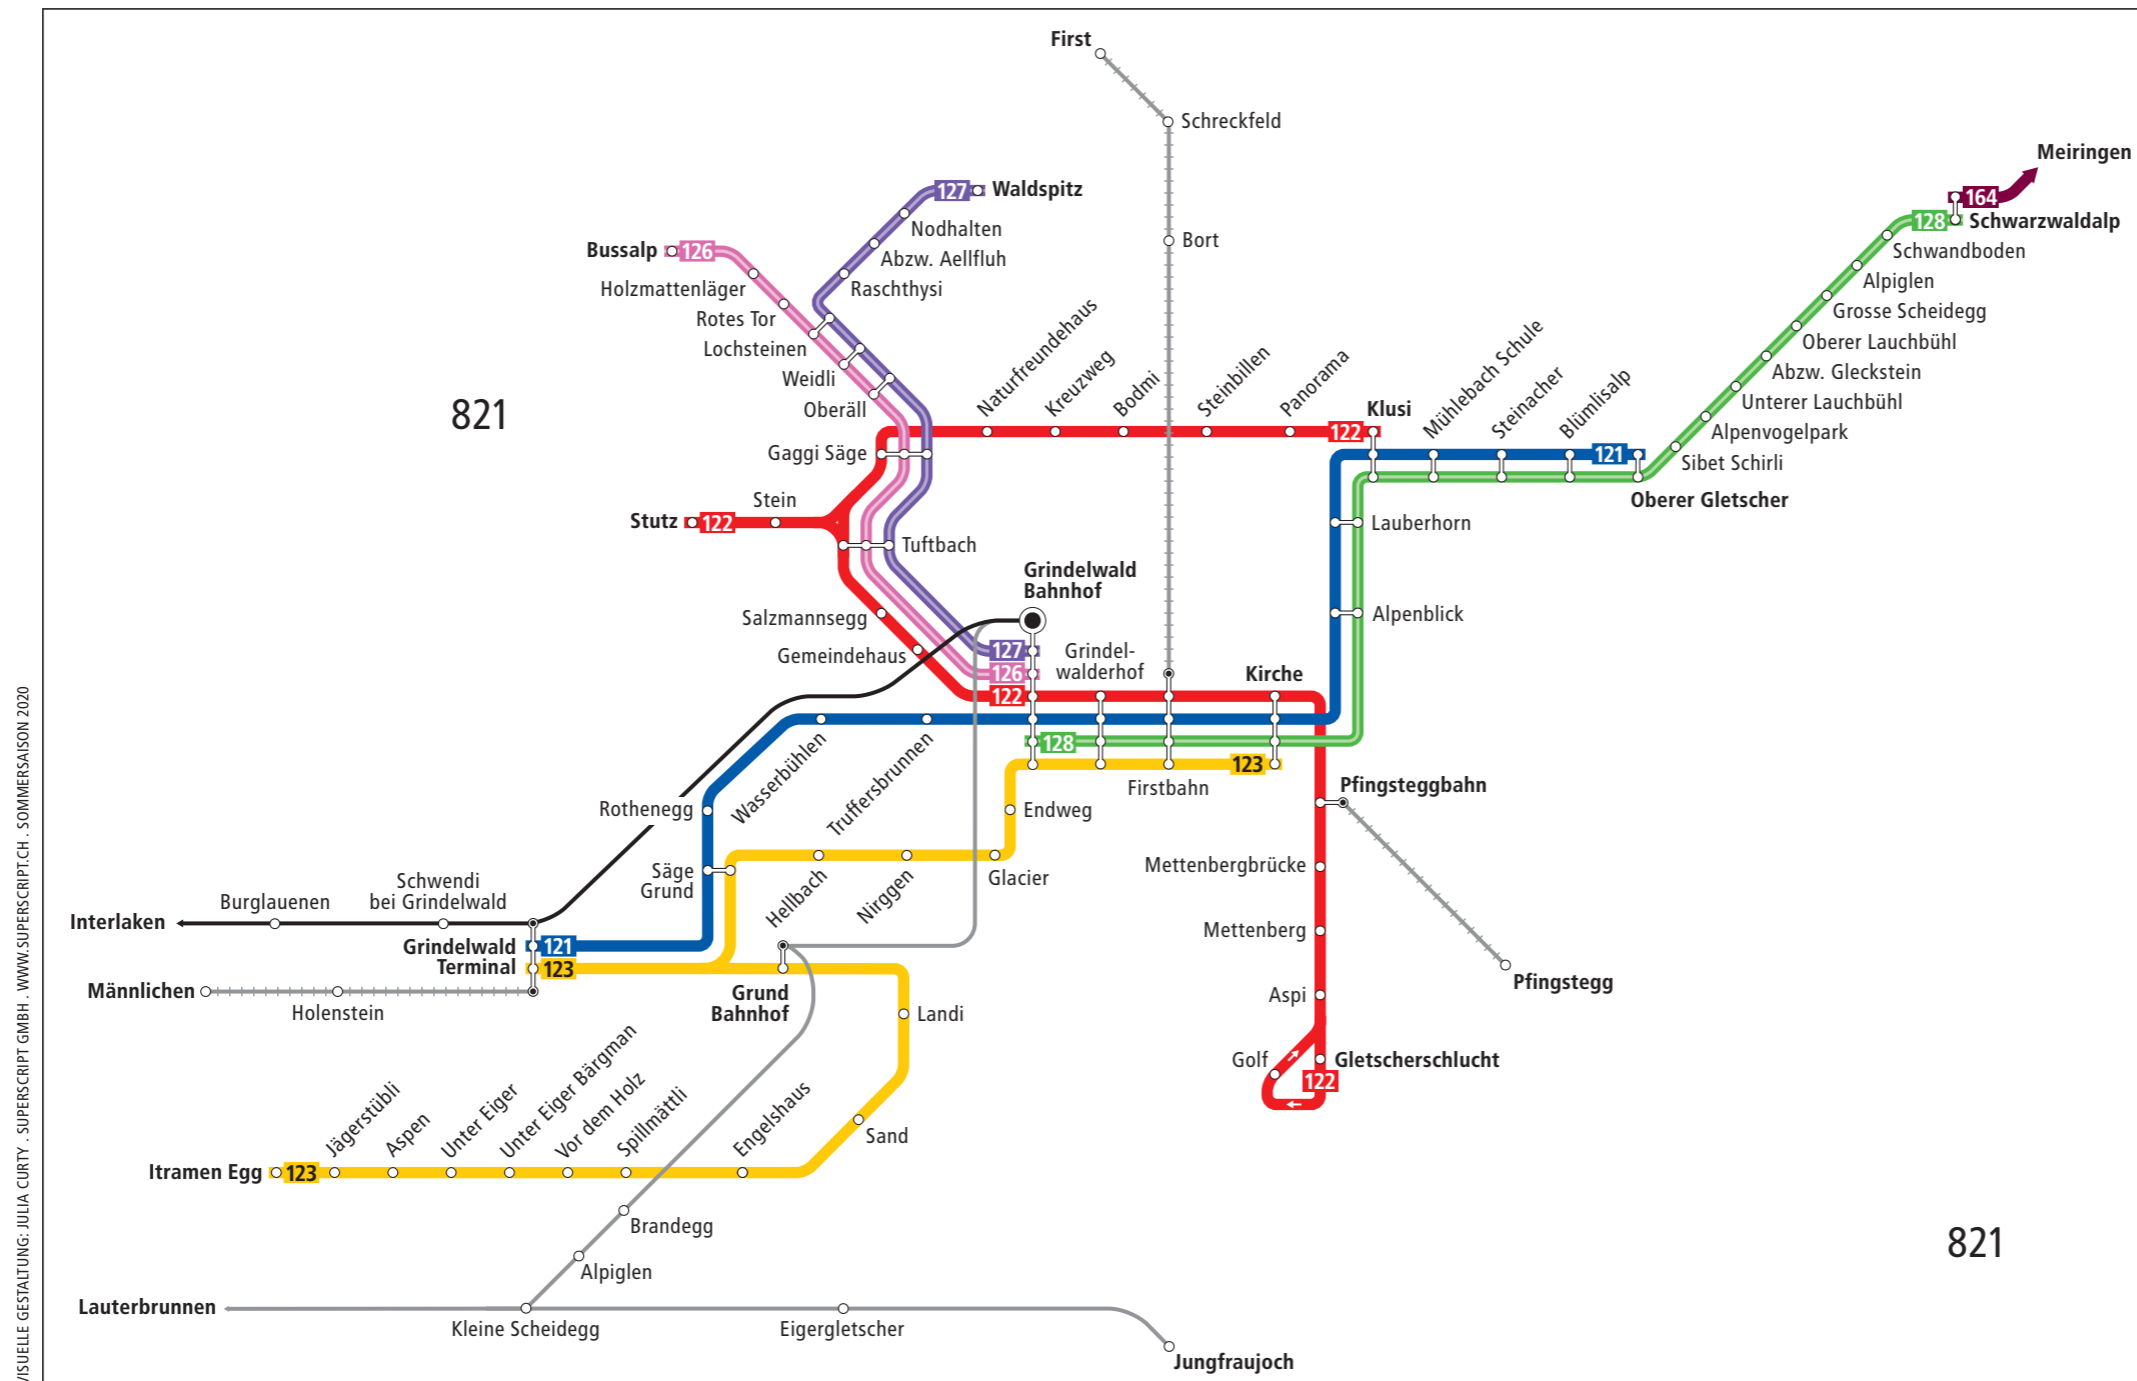 First
Schreckfeld
Meiringen
127 Waldspitz
164
128 Schwarzwaldalp
Nodhalten
Bort
Bussalp 126
Schwandboden
Abzw. Aellfluh
Alpiglen
Holzmattenläger
Raschthysi
Grosse Scheidegg
Rotes Tor
Naturfreundehaus
Oberer Lauchbühl
Lochsteinen
Kreuzweg
Bodmi
Steinbillen
Panorama
Mühlebach Schule
Steinacher
Blümlisalp
Abzw. Gleckstein
Weidli
Unterer Lauchbühl
Oberäll
821
Klusi
122
Alpenvogelpark
Gaggi Säge
121
Sibet Schirli
Stein
Oberer Gletscher
Stutz 122
Lauberhorn
Tuftbach
Grindelwald
Bahnhof
Salzmannsegg
Alpenblick
Gemeindehaus
127
Grindel-
walderhof
126
Kirche
122
128
123
Firstbahn
Wasserbühlen
Truffersbrunnen
Pfingsteggbahn
Rothenegg
Endweg
Säge
Grund
Hellbach
Nirggen
Glacier
Mettenbergbrücke
Schwendi
bei Grindelwald
Burglauenen
Interlaken
Mettenberg
Grindelwald
Terminal
121
123
Pfingstegg
Männlichen
Holenstein
Grund
Bahnhof
Landi
Aspi
Golf
Gletscherschlucht
122
Jägerstübli
Aspen
Unter Eiger
Unter Eiger Bärgman
Vor dem Holz
Spillmättli
Engelshaus
Sand
Itramen Egg 123
Brandegg
821
Alpiglen
Lauterbrunnen
Kleine Scheidegg
Eigergletscher
Jungfraujoch
VISUELLE GESTALTUNG: JULIA CURTY . SUPERSCRIPT GMBH . WWW.SUPERSCRIPT.CH . SOMMERSAISON 2020